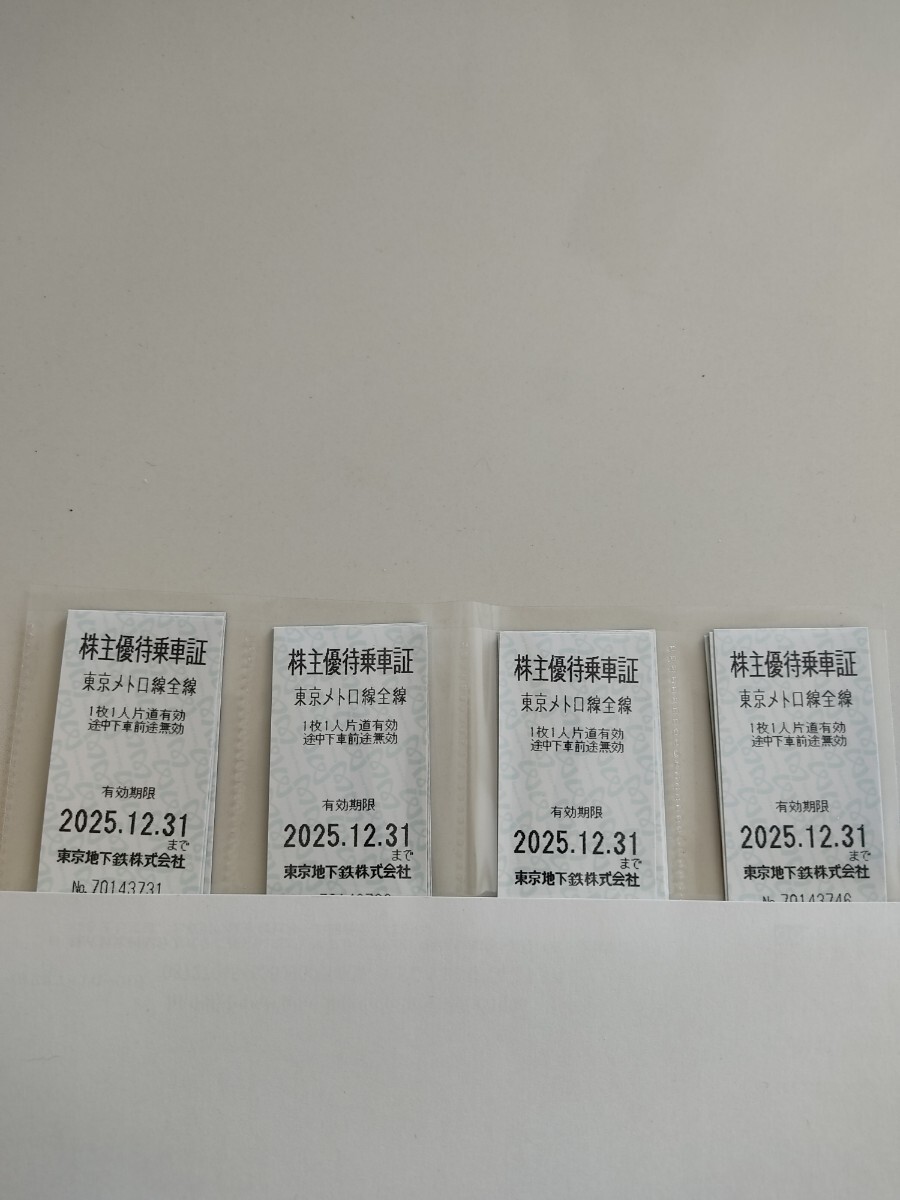 株主優待乗車証
東京メトロ線全線
1枚1人片道有効
途中下車前途無効
有効期限
2025.12.31
まで
東京地下鉄株式会社
№ 70143731
株主優待乗車証
東京メトロ線全線
1枚1人片道有効
途中下車前途無効
有効期限
2025.12.31
まで
東京地下鉄株式会社
株主優待乗車証
東京メトロ線全線
1枚1人片道有効
途中下車前途無効
有効期限
2025.12.31
まで
東京地下鉄株式会社
株主優待乗車証
東京メトロ線全線
1枚1人片道有効
途中下車前途無効
有効期限
2025.12.31
まで
東京地下鉄株式会社
№ 70143746